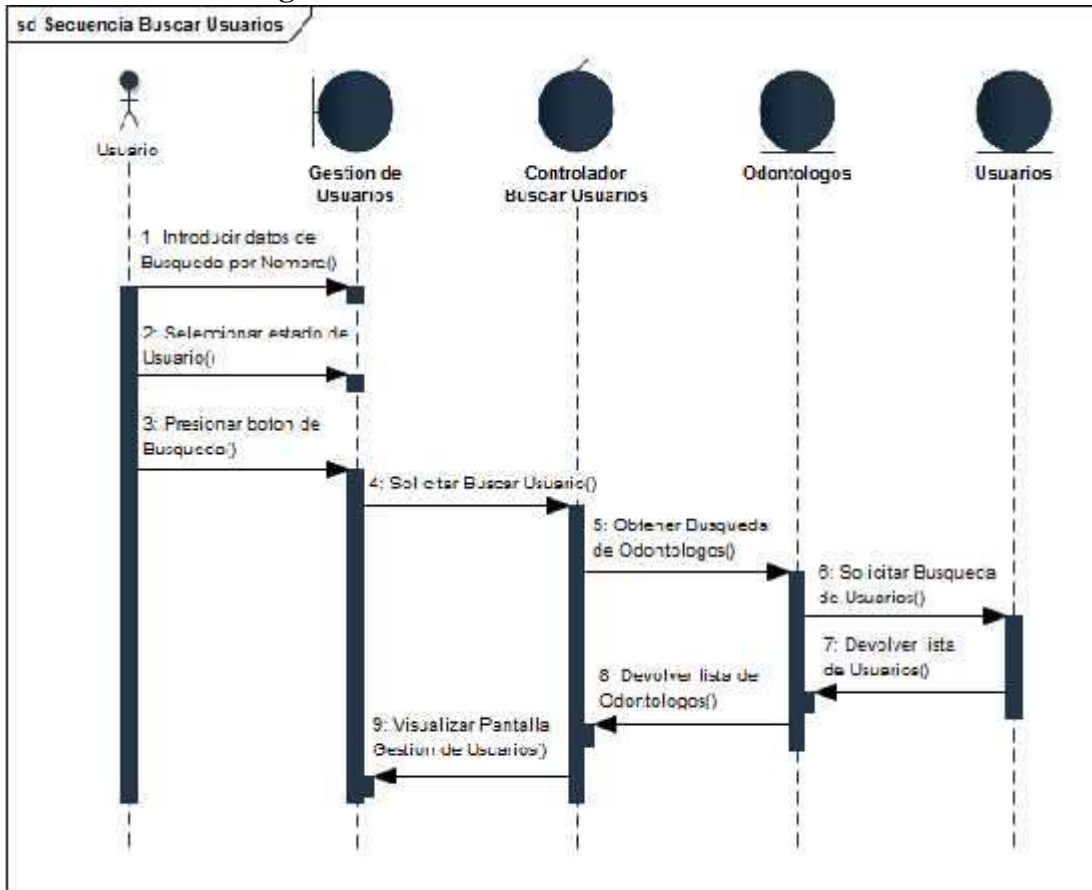 sd Secuencia Buscar Usuarios
Usuario
Gestion de
Usuarios
Controlador
Buscar Usuarios
Odontologos
Usuarios
1 Introducir datos de
Busqueda por Nombre()
2: Seleccionar estado de
Usuario()
3: Presionar boton de
Busqueda()
4: Solicitar Buscar Usuario()
5: Obtener Busqueda
de Odontologos()
6: Solicitar Busqueda
de Usuarios()
7: Devolver lista
de Usuarios()
8 Devolver lista de
Odontologos()
9: Visualizar Pantalla
Gestion de Usuarios()